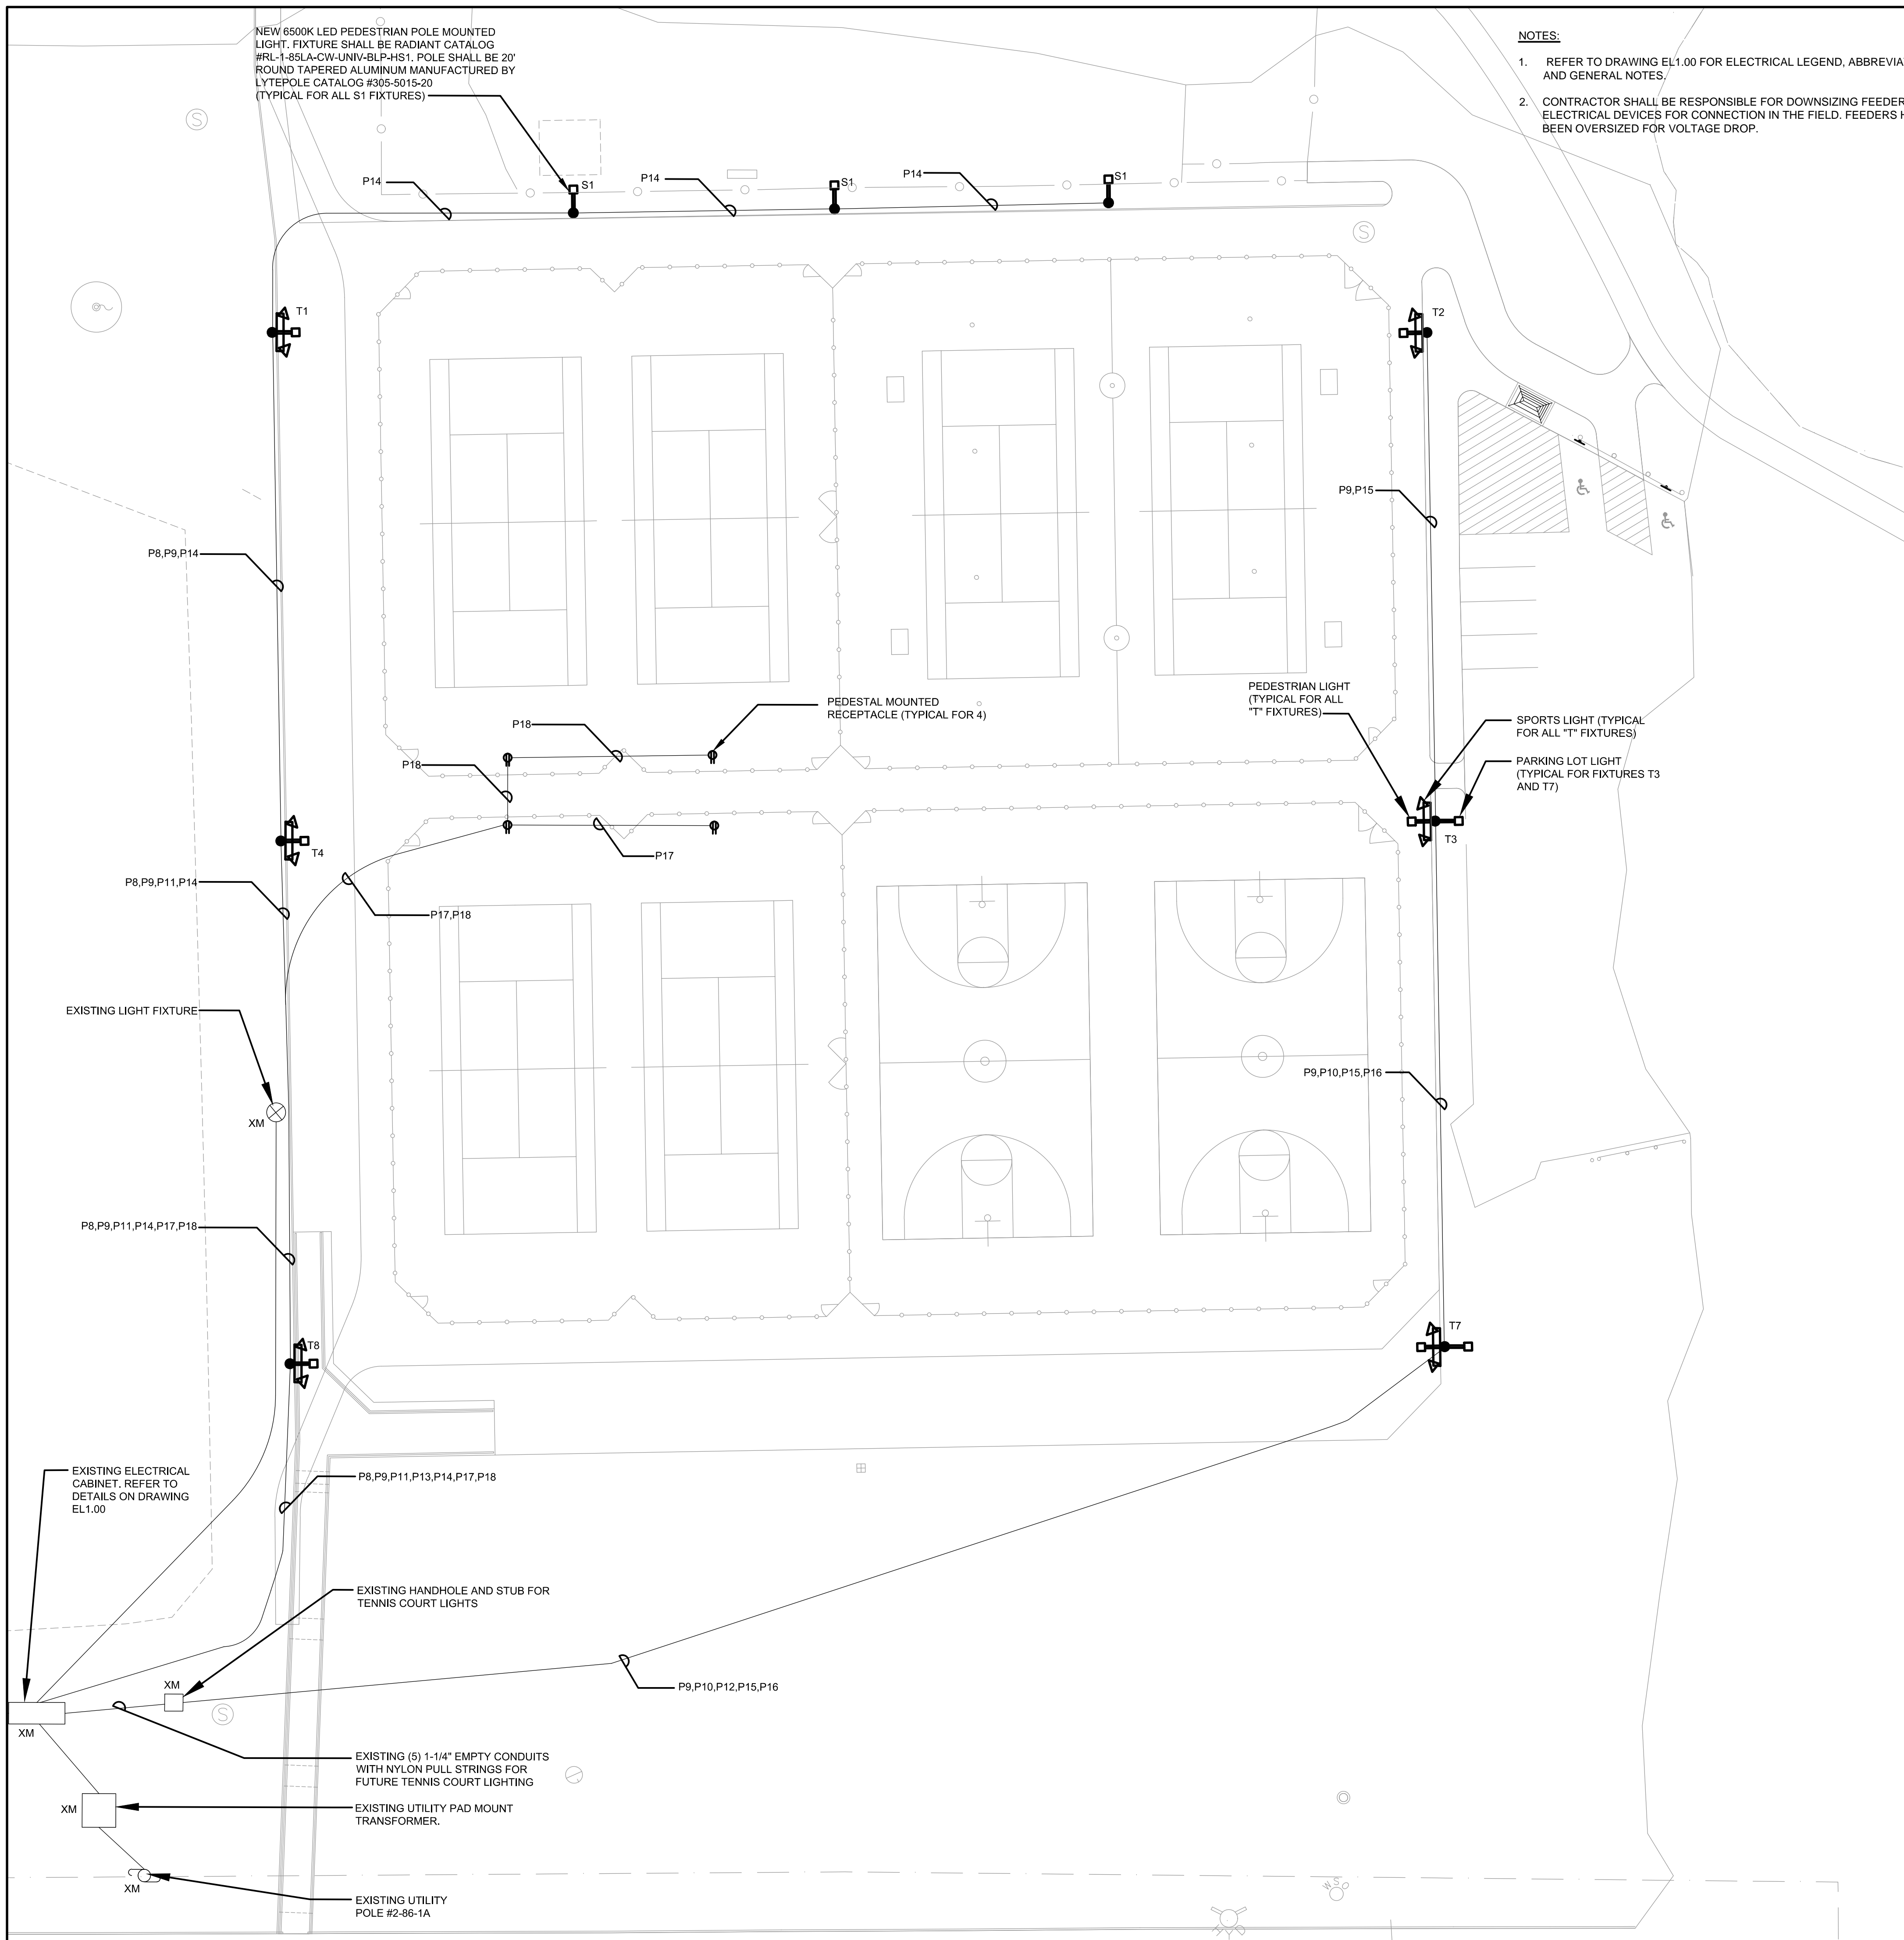 NEW 6500K LED PEDESTRIAN POLE MOUNTED
LIGHT. FIXTURE SHALL BE RADIANT CATALOG
#RL-1-85LA-CW-UNIV-BLP-HS1. POLE SHALL BE 20'
ROUND TAPERED ALUMINUM MANUFACTURED BY
LYTEPOLE CATALOG #305-5015-20
(TYPICAL FOR ALL S1 FIXTURES)
NOTES:
1. REFER TO DRAWING EL1.00 FOR ELECTRICAL LEGEND, ABBREVIA
AND GENERAL NOTES.
2. CONTRACTOR SHALL BE RESPONSIBLE FOR DOWNSIZING FEEDER
ELECTRICAL DEVICES FOR CONNECTION IN THE FIELD. FEEDERS H
BEEN OVERSIZED FOR VOLTAGE DROP.
S
P14
S1
P14
S1
P14
S1
S
T1
T2
P9,P15
P8,P9,P14
PEDESTRIAN LIGHT
(TYPICAL FOR ALL
"T" FIXTURES)
PEDESTAL MOUNTED
RECEPTACLE (TYPICAL FOR 4)
SPORTS LIGHT (TYPICAL
FOR ALL "T" FIXTURES)
P18
P18
PARKING LOT LIGHT
(TYPICAL FOR FIXTURES T3
AND T7)
T3
T4
P17
P8,P9,P11,P14
P17,P18
EXISTING LIGHT FIXTURE
P9,P10,P15,P16
XM
P8,P9,P11,P14,P17,P18
T8
T7
EXISTING ELECTRICAL
CABINET. REFER TO
DETAILS ON DRAWING
EL1.00
P8,P9,P11,P13,P14,P17,P18
EXISTING HANDHOLE AND STUB FOR
TENNIS COURT LIGHTS
XM
P9,P10,P12,P15,P16
S
XM
EXISTING (5) 1-1/4" EMPTY CONDUITS
WITH NYLON PULL STRINGS FOR
FUTURE TENNIS COURT LIGHTING
XM
EXISTING UTILITY PAD MOUNT
TRANSFORMER.
XM
WSO
EXISTING UTILITY
POLE #2-86-1A